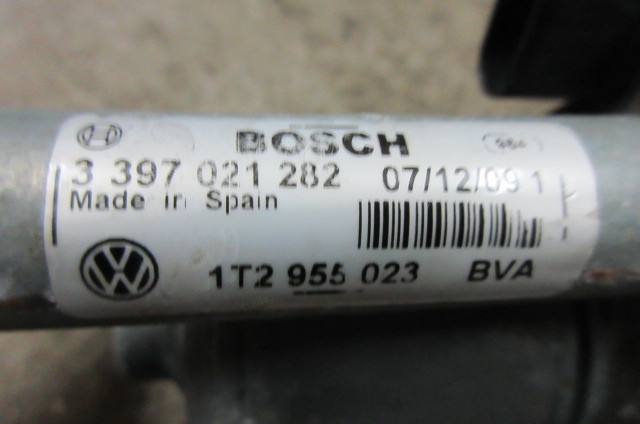 BOSCH
3 397 021 282 07/12/09 1
Made in Spain
1T2 955 023 BVA